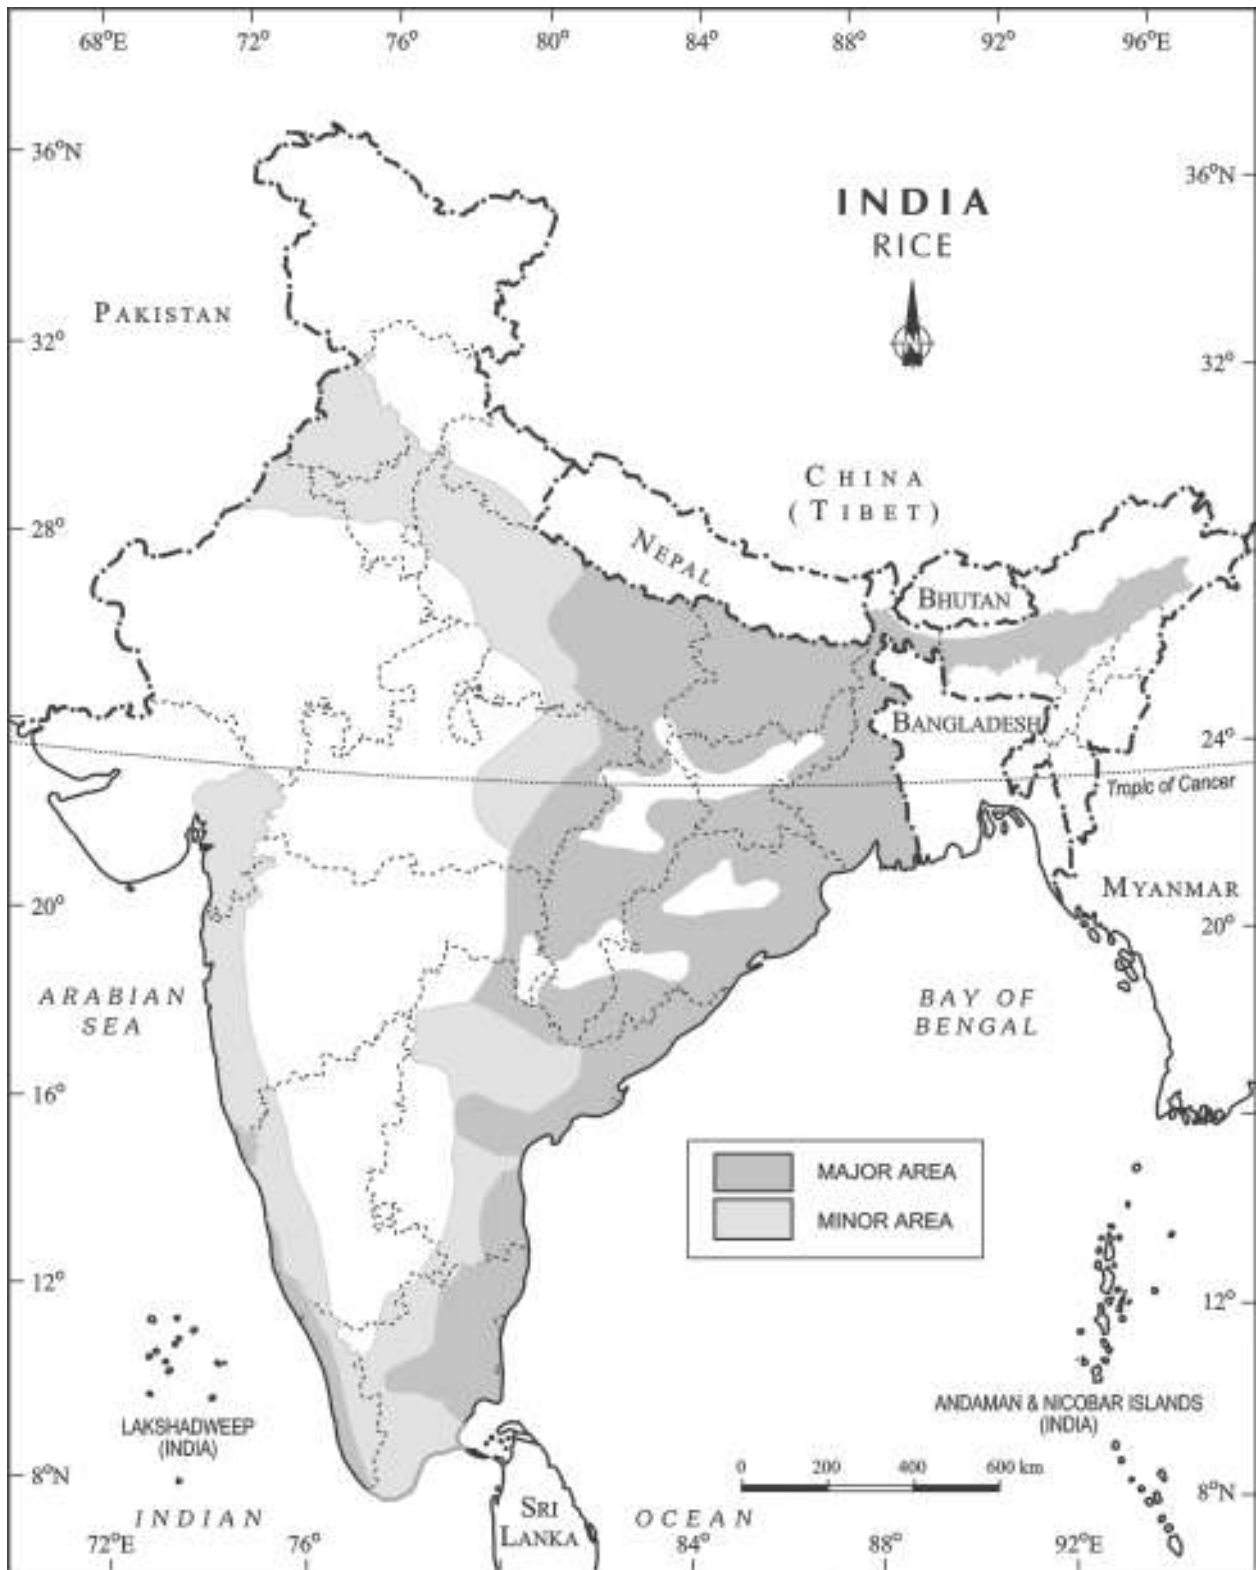 68°E 72° 76° 80° 84° 88° 92° 96°E
36°N
36°N
INDIA
RICE
N
PAKISTAN
32°
32°
CHINA
(TIBET)
28°
28°
NEPAL
BHUTAN
BANGLADESH
24°
24°
Tropic of Cancer
MYANMAR
20°
20°
ARABIAN
SEA
BAY OF
BENGAL
16°
16°
MAJOR AREA
MINOR AREA
12°
12°
LAKSHADWEEP
(INDIA)
ANDAMAN & NICOBAR ISLANDS
(INDIA)
8°N
8°N
0 200 400 600 km
SRI
LANKA
INDIAN OCEAN
72°E 76° 80° 84° 88° 92°E